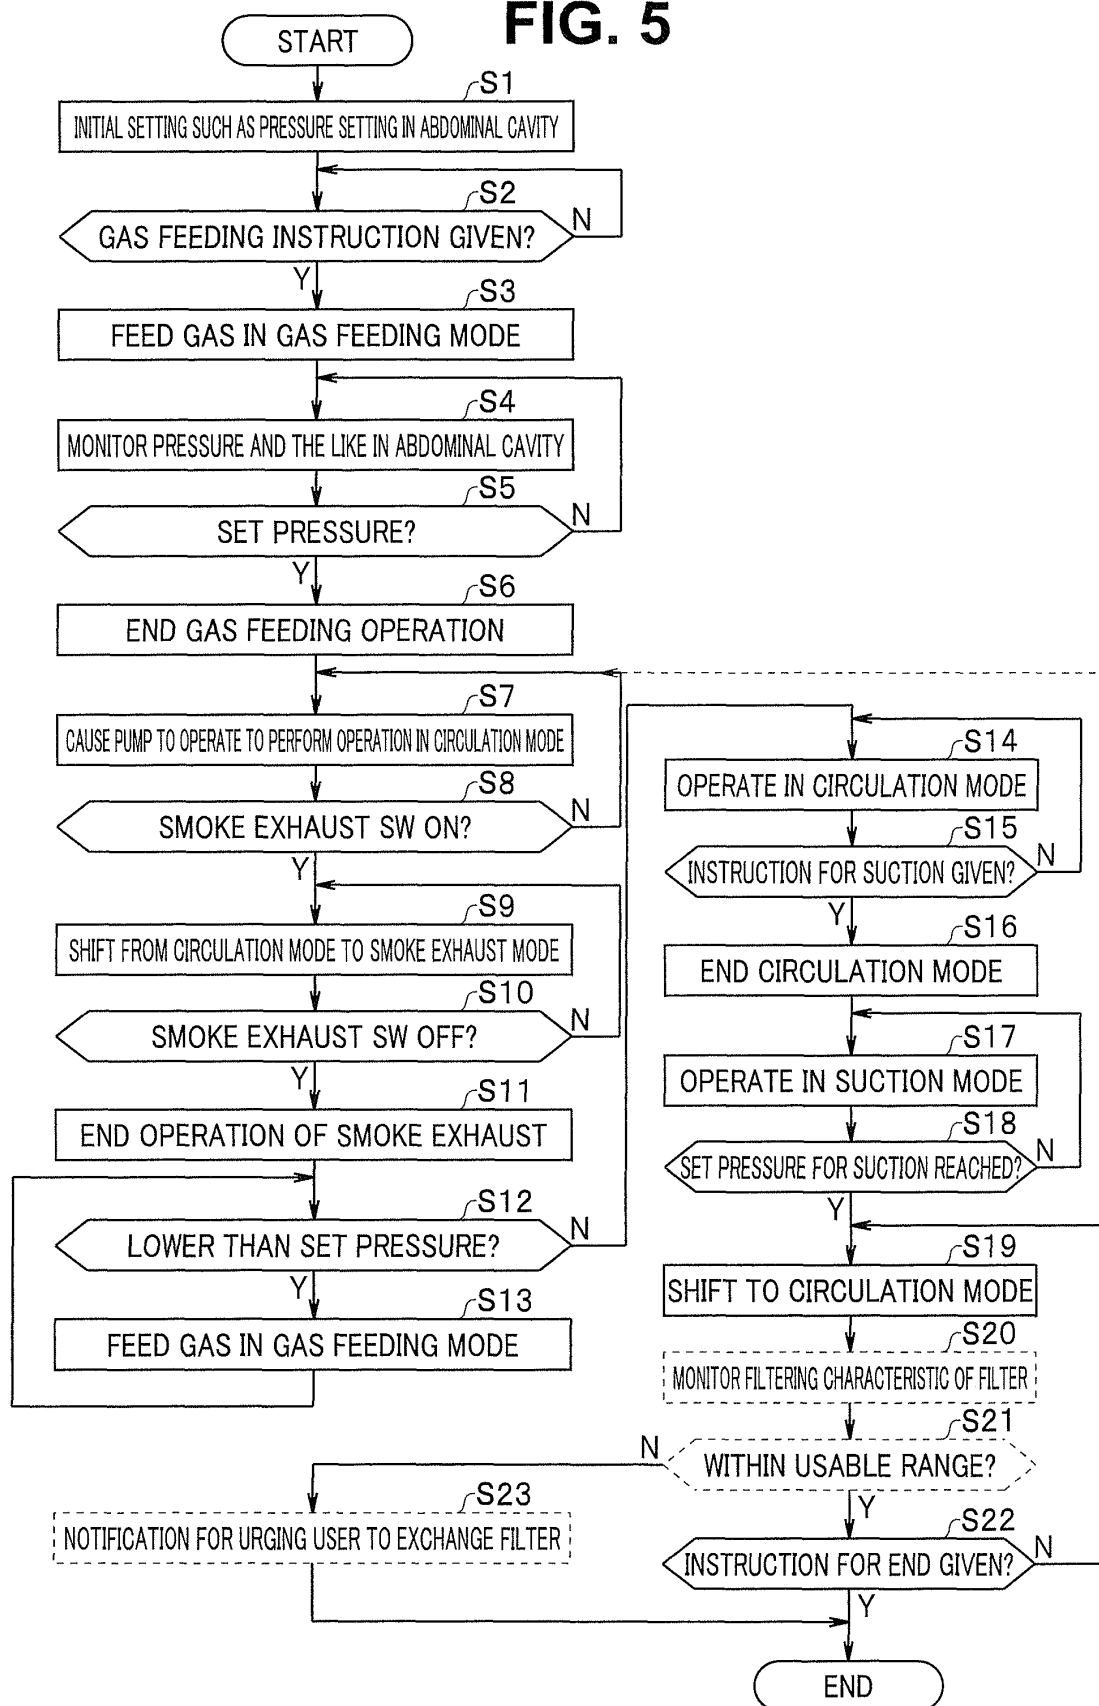 FIG. 5
START
S1
INITIAL SETTING SUCH AS PRESSURE SETTING IN ABDOMINAL CAVITY
S2
GAS FEEDING INSTRUCTION GIVEN?
N
Y
S3
FEED GAS IN GAS FEEDING MODE
S4
MONITOR PRESSURE AND THE LIKE IN ABDOMINAL CAVITY
S5
SET PRESSURE?
N
Y
S6
END GAS FEEDING OPERATION
S7
CAUSE PUMP TO OPERATE TO PERFORM OPERATION IN CIRCULATION MODE
S8
SMOKE EXHAUST SW ON?
N
Y
S9
SHIFT FROM CIRCULATION MODE TO SMOKE EXHAUST MODE
S10
SMOKE EXHAUST SW OFF?
N
Y
S11
END OPERATION OF SMOKE EXHAUST
S12
LOWER THAN SET PRESSURE?
N
Y
S13
FEED GAS IN GAS FEEDING MODE
S14
OPERATE IN CIRCULATION MODE
S15
INSTRUCTION FOR SUCTION GIVEN?
N
Y
S16
END CIRCULATION MODE
S17
OPERATE IN SUCTION MODE
S18
SET PRESSURE FOR SUCTION REACHED?
N
Y
S19
SHIFT TO CIRCULATION MODE
S20
MONITOR FILTERING CHARACTERISTIC OF FILTER
S21
WITHIN USABLE RANGE?
N
Y
S23
NOTIFICATION FOR URGING USER TO EXCHANGE FILTER
S22
INSTRUCTION FOR END GIVEN?
N
Y
END